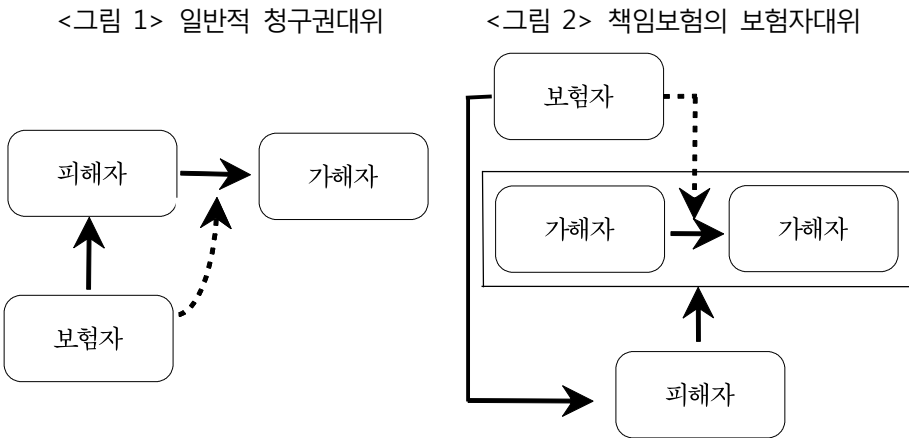 <그림 1> 일반적 청구권대위
<그림 2> 책임보험의 보험자대위
피해자
가해자
보험자
보험자
가해자
가해자
피해자